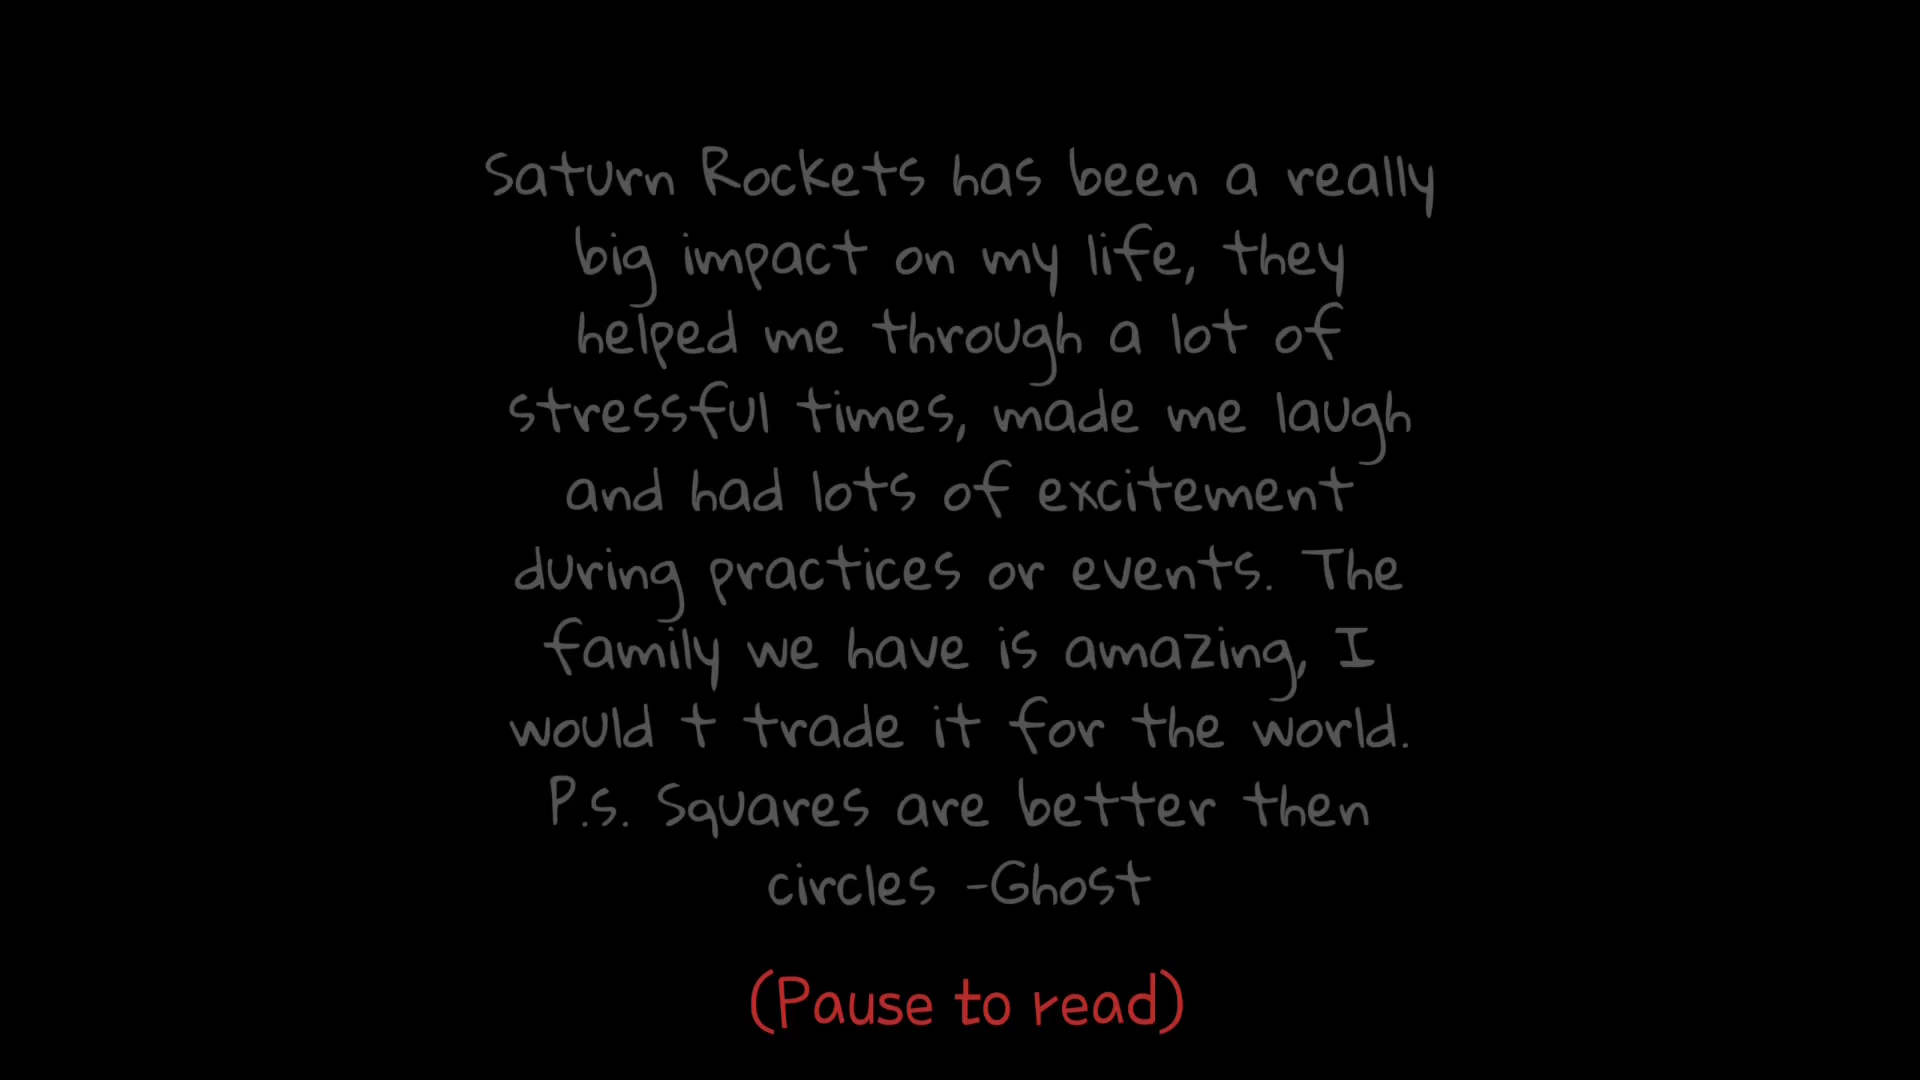 Saturn Rockets has been a really
big impact on my life, they
helped me through a lot of
stressful times, made me laugh
and had lots of excitement
during practices or events. The
family we have is amazing, I
would t trade it for the world.
P.s. Squares are better then
circles -Ghost
(Pause to read)